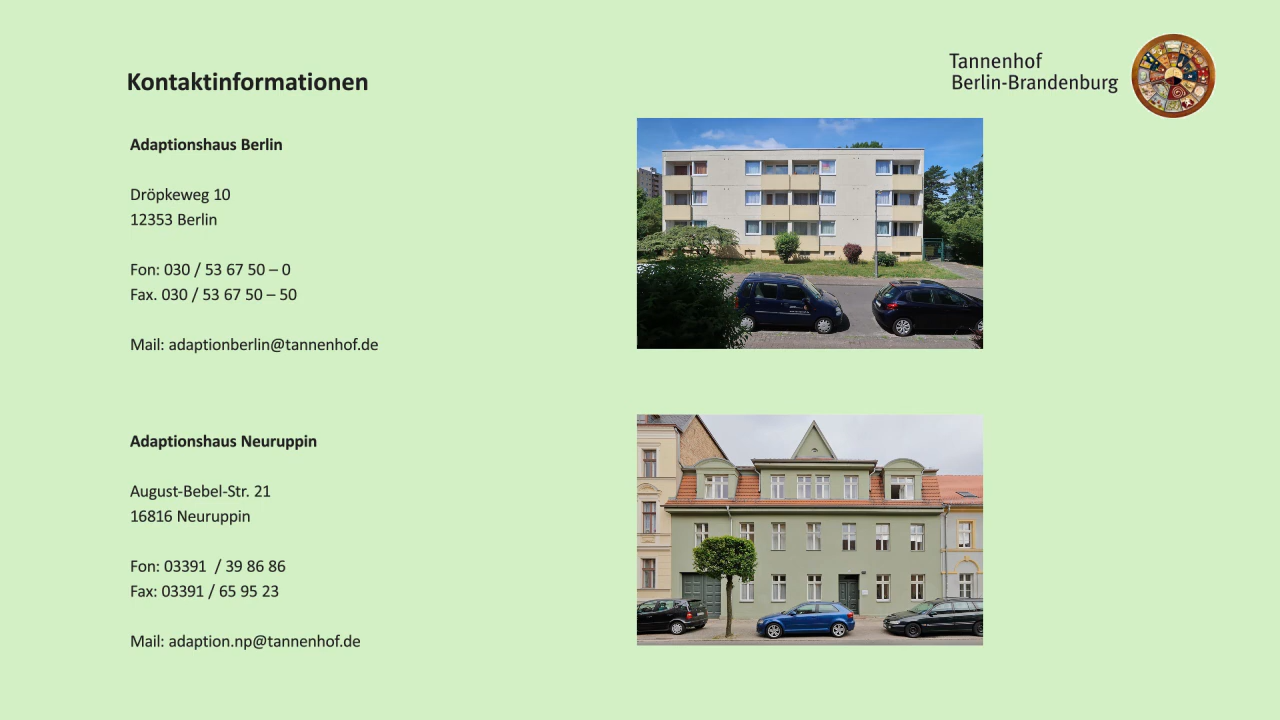 Kontaktinformationen
Tannenhof
Berlin-Brandenburg
Adaptionshaus Berlin
Dröpkeweg 10
12353 Berlin
Fon: 030 / 53 67 50 – 0
Fax. 030 / 53 67 50 – 50
Mail: adaptionberlin@tannenhof.de
Adaptionshaus Neuruppin
August-Bebel-Str. 21
16816 Neuruppin
Fon: 03391  / 39 86 86
Fax: 03391 / 65 95 23
Mail: adaption.np@tannenhof.de